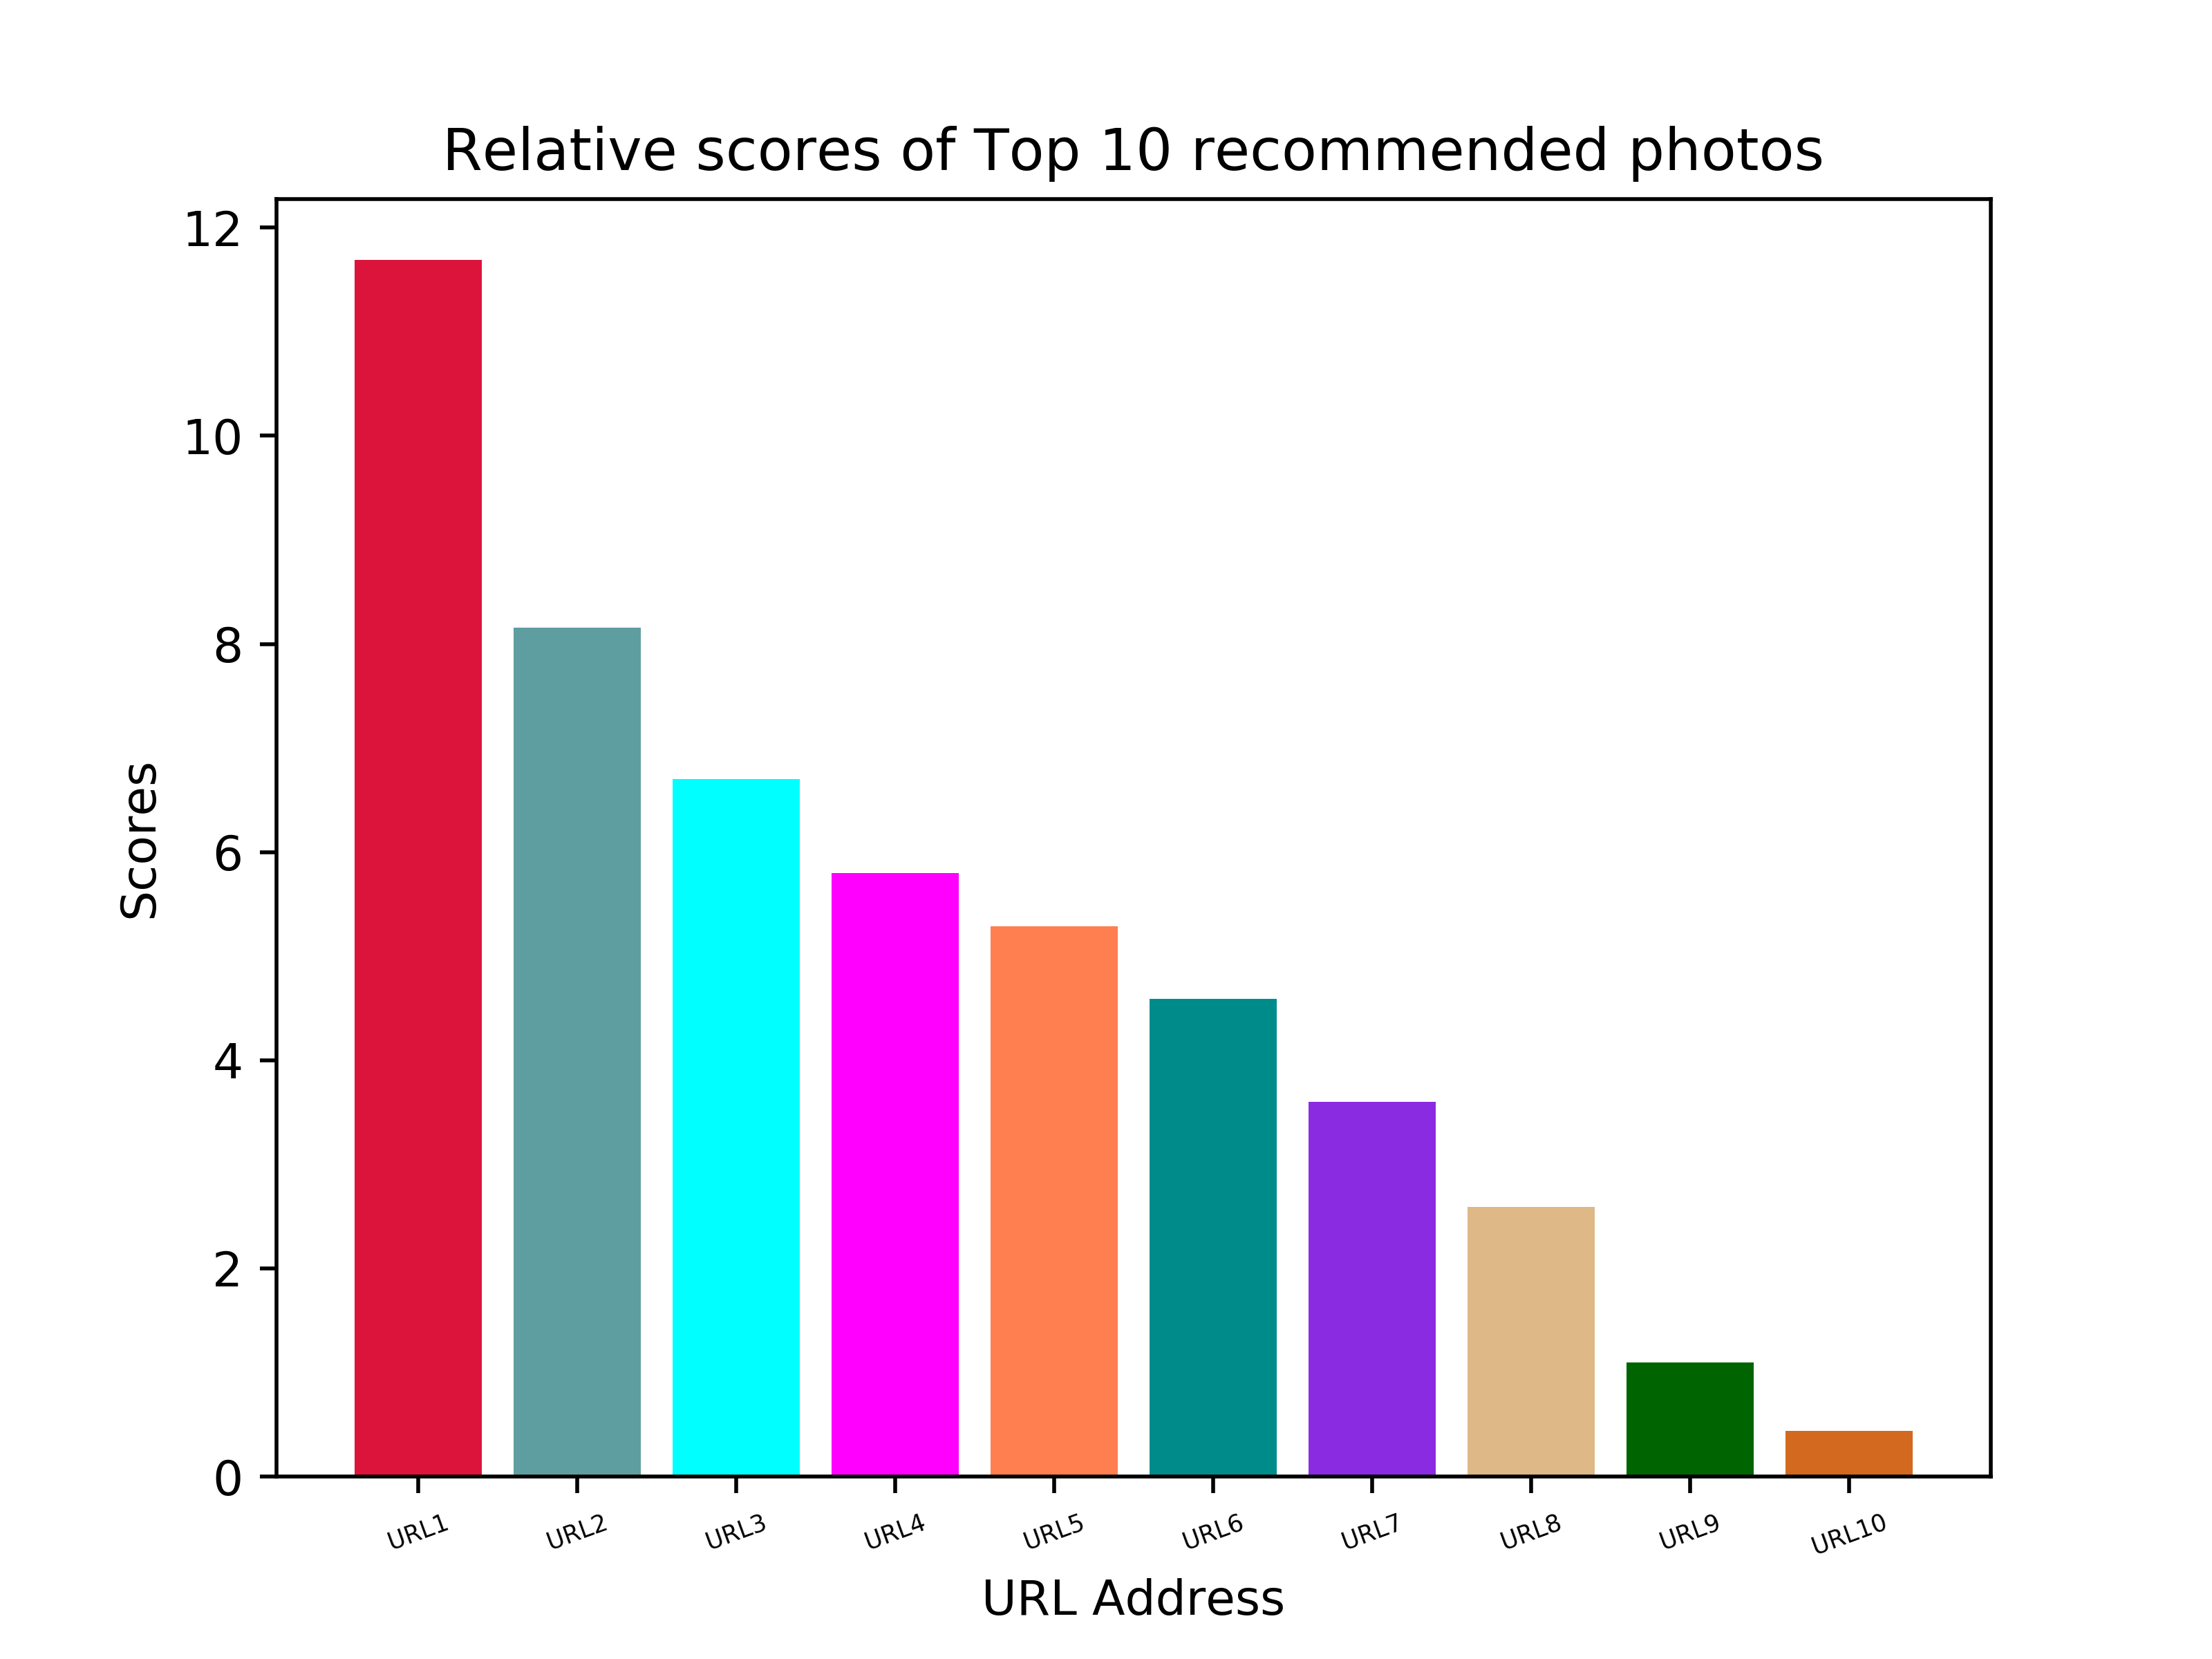 Relative scores of Top 10 recommended photos
12
10
8
6
4
2
0
Scores
URL1 URL2 URL3 URL4 URL5 URL6 URL7 URL8 URL9 URL10
URL Address